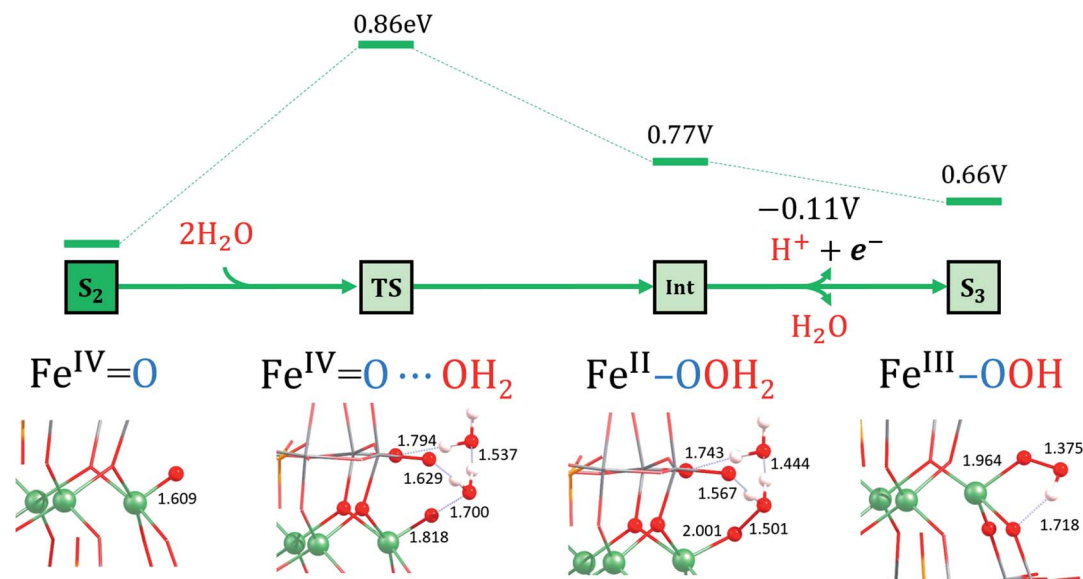 0.86eV
0.77V
0.66V
−0.11V
2H₂O
H⁺ + e⁻
S₂
TS
Int
S₃
H₂O
Feᴵⱽ=O
Feᴵⱽ=O ··· OH₂
Feᴵᴵ–OOH₂
Feᴵᴵᴵ–OOH
1.609
1.794
1.537
1.629
1.700
1.818
1.743
1.444
1.567
2.001
1.501
1.964
1.375
1.718